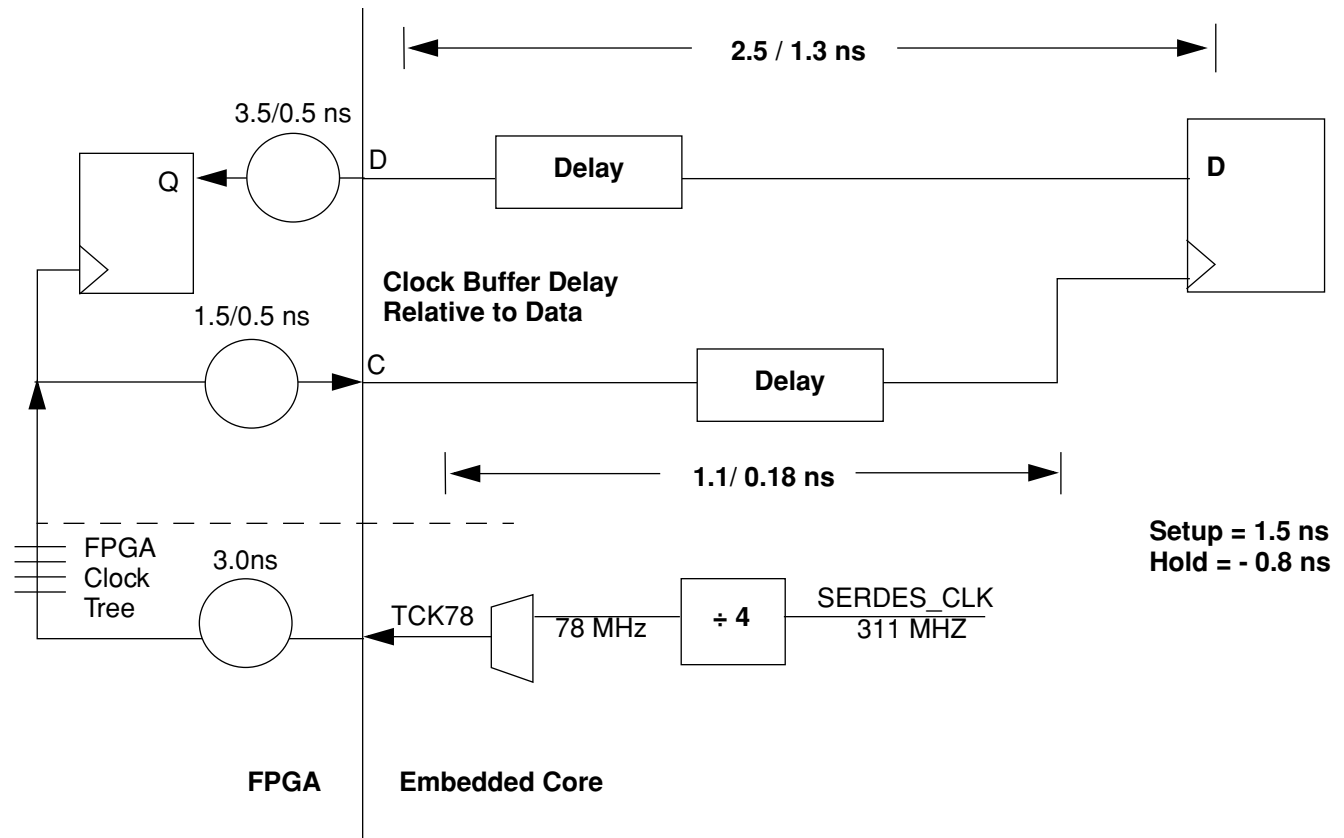 2.5 / 1.3 ns
3.5/0.5 ns
D
Delay
D
Q
Clock Buffer Delay
Relative to Data
1.5/0.5 ns
C
Delay
1.1/ 0.18 ns
Setup = 1.5 ns
Hold = - 0.8 ns
FPGA
Clock
Tree
3.0ns
TCK78
78 MHz
÷ 4
SERDES_CLK
311 MHZ
FPGA
Embedded Core